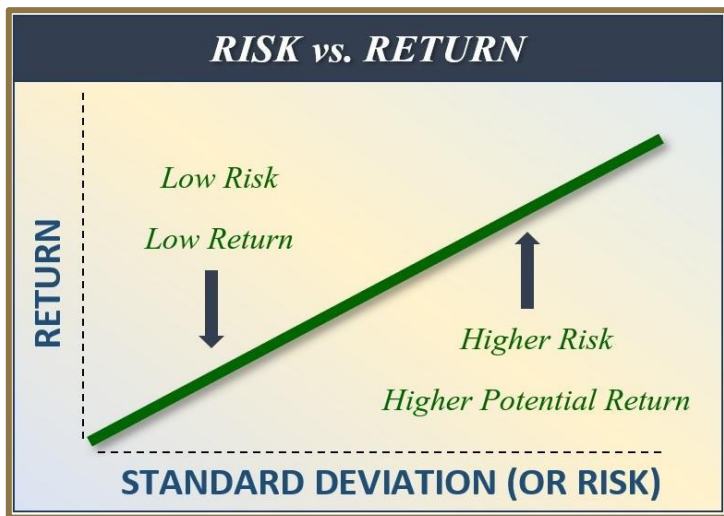 RISK vs. RETURN
Low Risk
Low Return
RETURN
Higher Risk
Higher Potential Return
STANDARD DEVIATION (OR RISK)